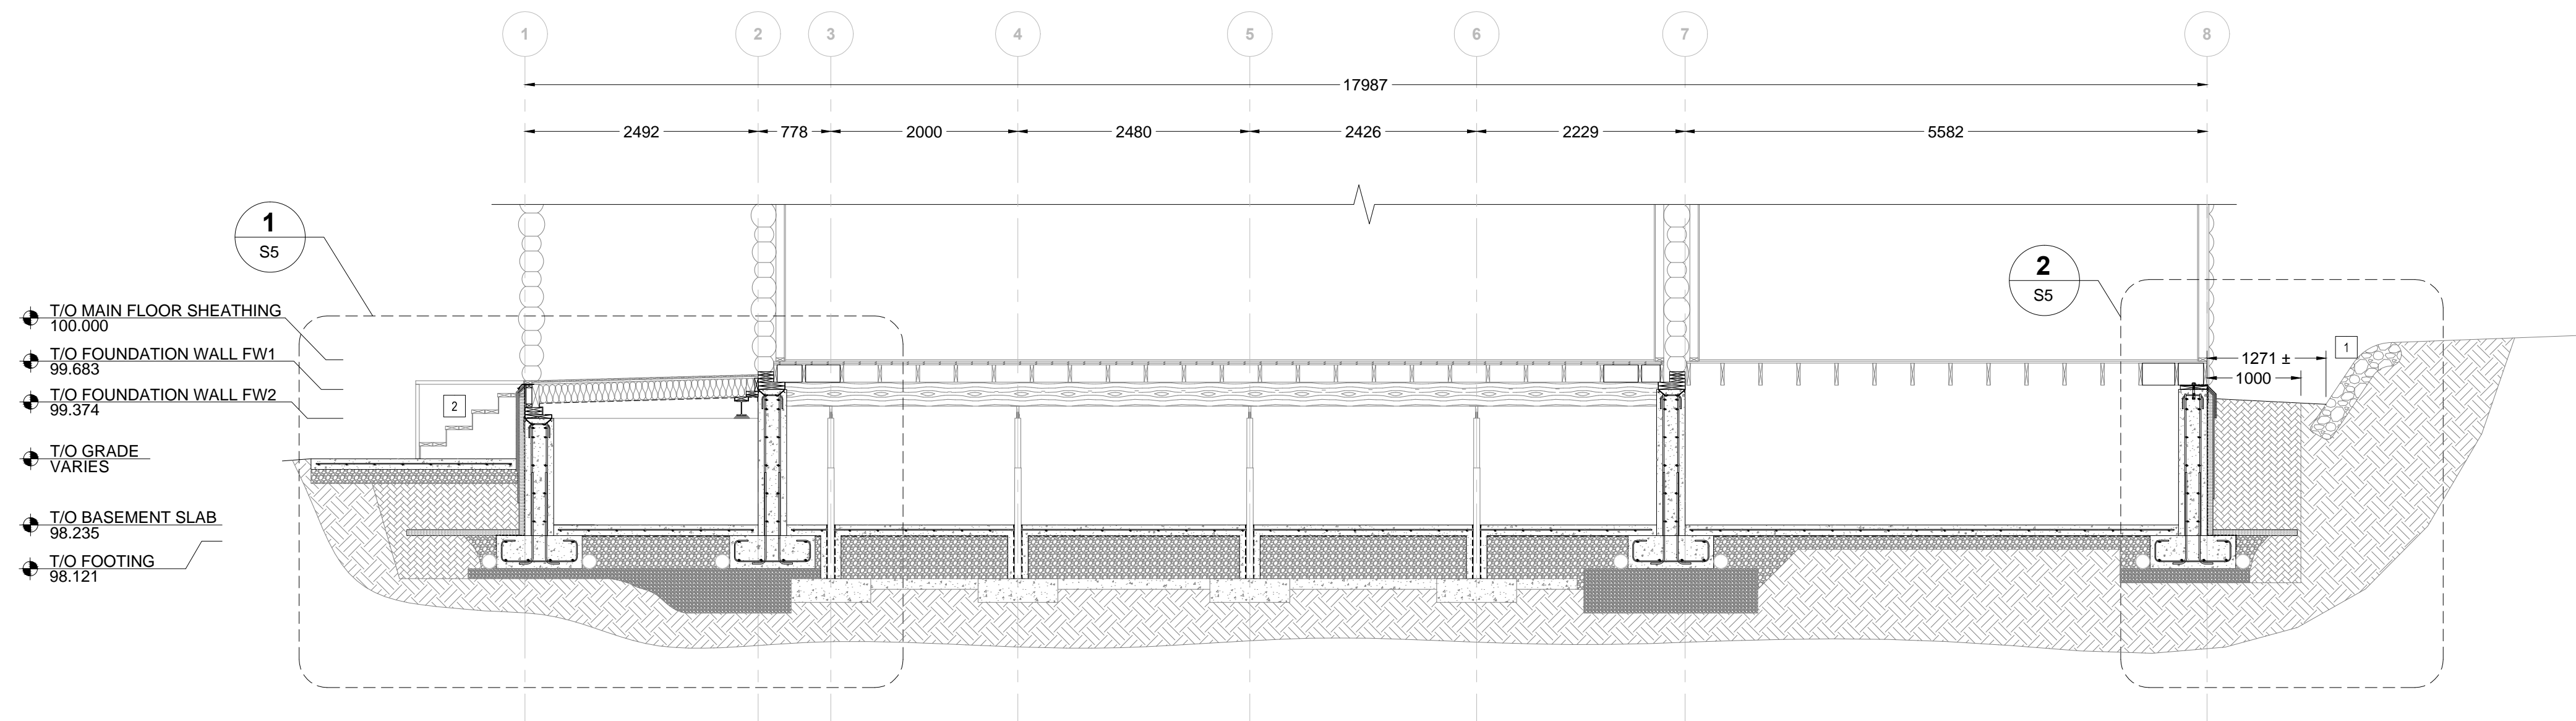 1 2 3 4 5 6 7 8
17987
2492 778 2000 2480 2426 2229 5582
1
S5
2
S5
T/O MAIN FLOOR SHEATHING
100.000
T/O FOUNDATION WALL FW1
99.683
T/O FOUNDATION WALL FW2
99.374
T/O GRADE
VARIES
T/O BASEMENT SLAB
98.235
T/O FOOTING
98.121
2
1271 ±
1
1000